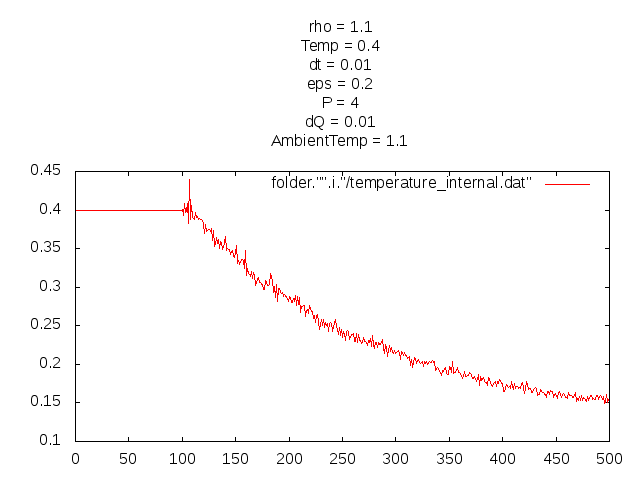 rho = 1.1
Temp = 0.4
dt = 0.01
eps = 0.2
P = 4
dQ = 0.01
AmbientTemp = 1.1
folder."".i."/temperature_internal.dat"
0.45
0.4
0.35
0.3
0.25
0.2
0.15
0.1
0 50 100 150 200 250 300 350 400 450 500